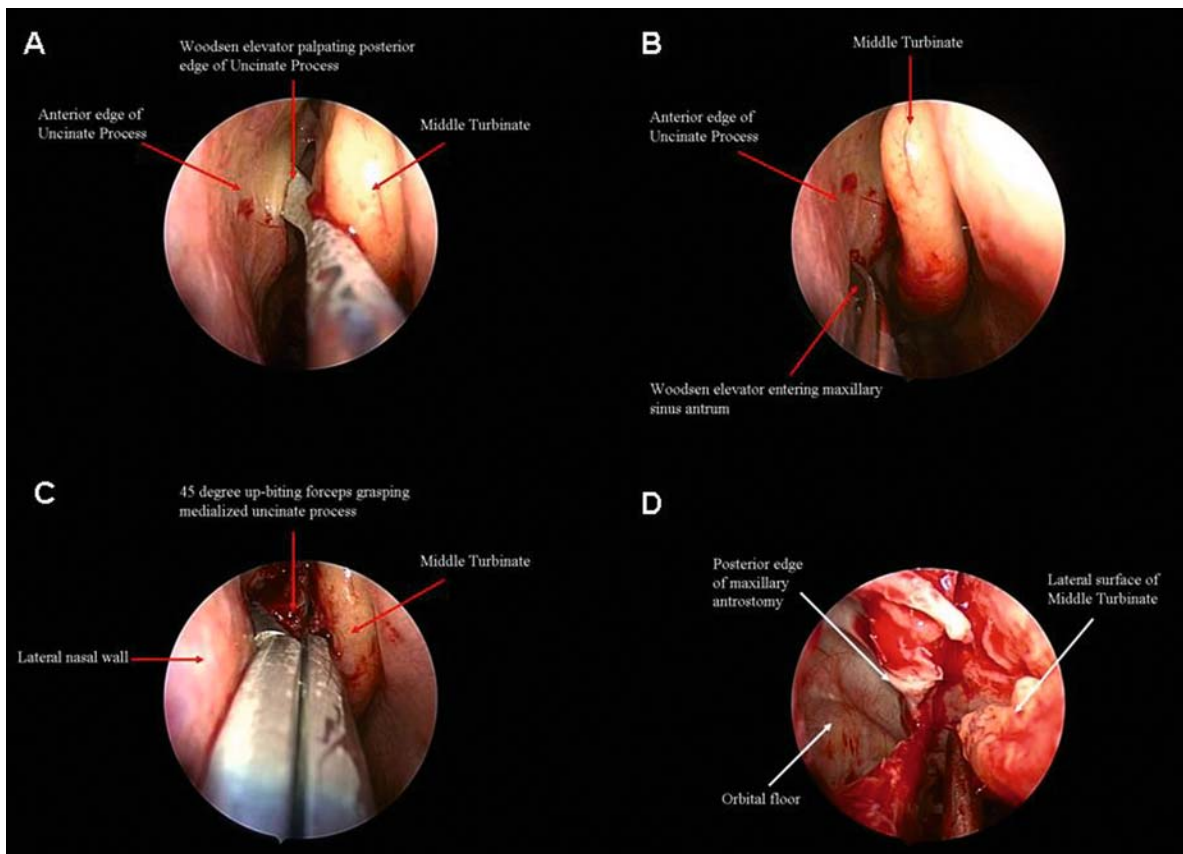 A
Woodsen elevator palpating posterior
edge of Uncinate Process
Anterior edge of
Uncinate Process
Middle Turbinate
B
Middle Turbinate
Anterior edge of
Uncinate Process
Woodsen elevator entering maxillary
sinus antrum
C
45 degree up-biting forceps grasping
medialized uncinate process
Middle Turbinate
Lateral nasal wall
D
Posterior edge
of maxillary
antrostomy
Lateral surface of
Middle Turbinate
Orbital floor